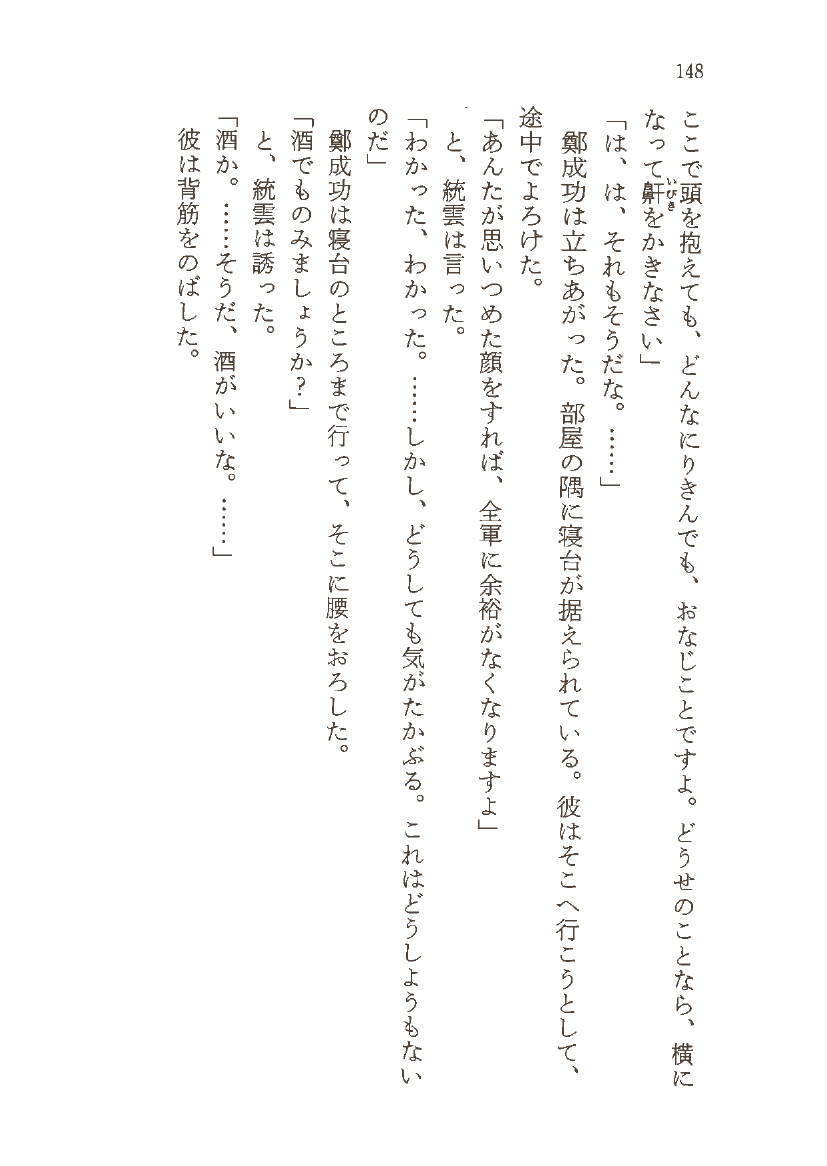 148
ここで頭を抱えても、どんなにりきんでも、おなじことですよ。どうせのことなら、横に
なって鼾をかきなさい」
いびき
「は、は、それもそうだな。……」
鄭成功は立ちあがった。部屋の隅に寝台が据えられている。彼はそこへ行こうとして、
途中でよろけた。
「あんたが思いつめた顔をすれば、全軍に余裕がなくなりますよ」
と、統雲は言った。
「わかった、わかった。……しかし、どうしても気がたかぶる。これはどうしようもない
のだ」
鄭成功は寝台のところまで行って、そこに腰をおろした。
「酒でものみましょうか?」
と、統雲は誘った。
「酒か。……そうだ、酒がいいな。……」
彼は背筋をのばした。